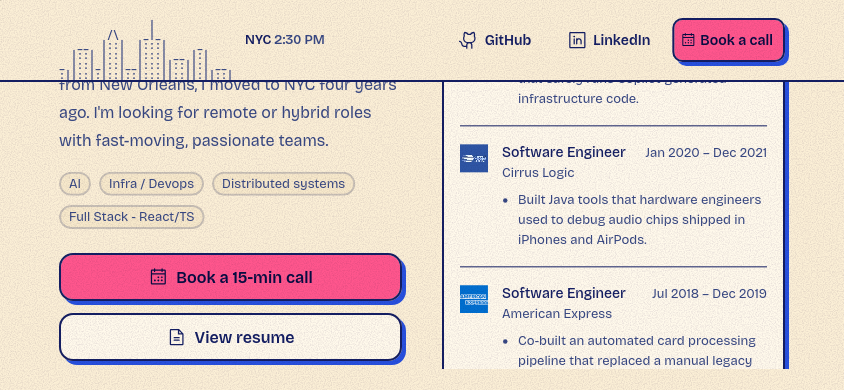 NYC 2:30 PM
GitHub
LinkedIn
Book a call
from New Orleans, I moved to NYC four years
ago. I'm looking for remote or hybrid roles
with fast-moving, passionate teams.
AI
Infra / Devops
Distributed systems
Full Stack - React/TS
Book a 15-min call
View resume
infrastructure code.
Software Engineer
Jan 2020 – Dec 2021
Cirrus Logic
• Built Java tools that hardware engineers
used to debug audio chips shipped in
iPhones and AirPods.
AMERICAN
EXPRESS
Software Engineer
Jul 2018 – Dec 2019
American Express
• Co-built an automated card processing
pipeline that replaced a manual legacy